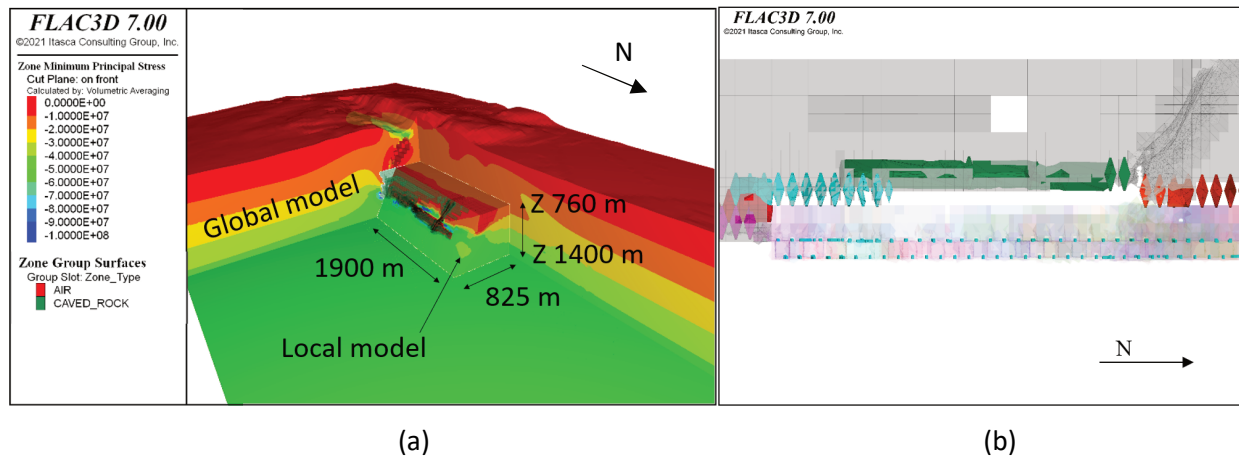 FLAC3D 7.00
©2021 Itasca Consulting Group, Inc.
Zone Minimum Principal Stress
Cut Plane: on front
Calculated by: Volumetric Averaging
0.0000E+00
-1.0000E+07
-2.0000E+07
-3.0000E+07
-4.0000E+07
-5.0000E+07
-6.0000E+07
-7.0000E+07
-8.0000E+07
-9.0000E+07
-1.0000E+08
Zone Group Surfaces
Group Slot: Zone_Type
AIR
CAVED_ROCK
N
Global model
Z 760 m
Z 1400 m
1900 m
825 m
Local model
(a)
FLAC3D 7.00
©2021 Itasca Consulting Group, Inc.
N
(b)